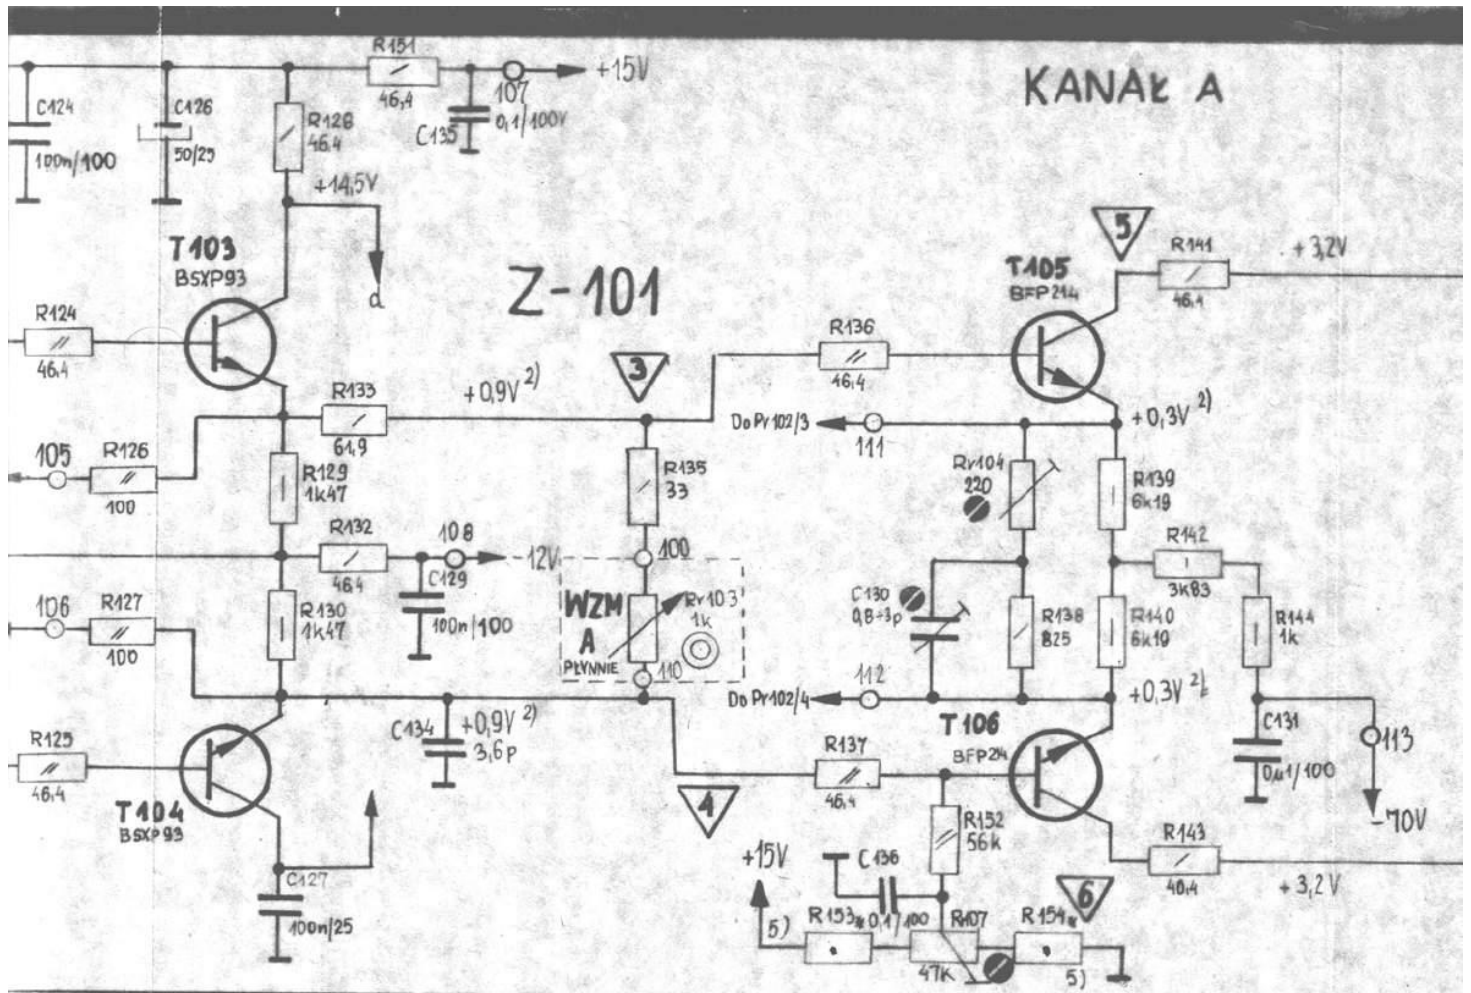 R151
46,4
107
+15V
KANAŁ A
C124
100n/100
C126
50/25
R128
46.4
C135
0,1/100V
+14,5V
T103
BSXP93
d
Z-101
5
R141
46,4
+3,2V
T105
BFP214
R124
46.4
R136
46,4
3
R133
61,9
+0,9V 2)
Do Pr102/3
111
+0,3V 2)
105
R126
100
R129
1k47
R135
33
Rv104
220
R139
6k19
R132
46,4
108
-12V
C129
100n/100
100
R142
3k83
106
R127
100
R130
1k47
WZM
A
PŁYNNIE
Rv103
1k
110
C130
0,8÷3p
R138
825
R140
6k19
R144
1k
Do Pr102/4
112
+0,3V 2)
C134
3,6p
+0,9V 2)
R125
46.4
T104
BSXP93
4
R137
46,4
T106
BFP214
C131
0µ1/100
113
-70V
R152
56k
+15V
C136
0,1/100
R143
46,4
+3,2V
6
C127
100n/25
5)
R153*
R107
47K
R154*
5)